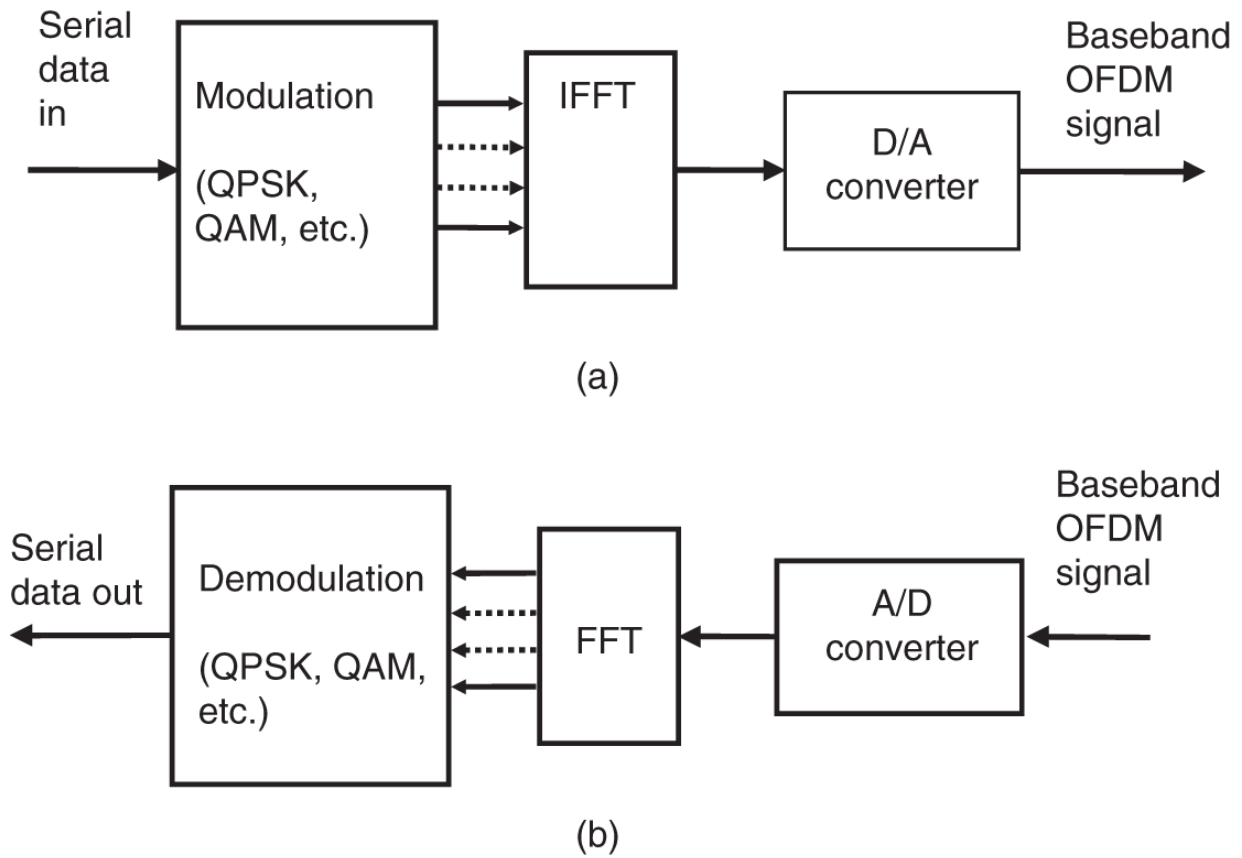 Serial
data
in
Modulation
(QPSK,
QAM, etc.)
IFFT
D/A
converter
Baseband
OFDM
signal
(a)
Serial
data out
Demodulation
(QPSK, QAM,
etc.)
FFT
A/D
converter
Baseband
OFDM
signal
(b)